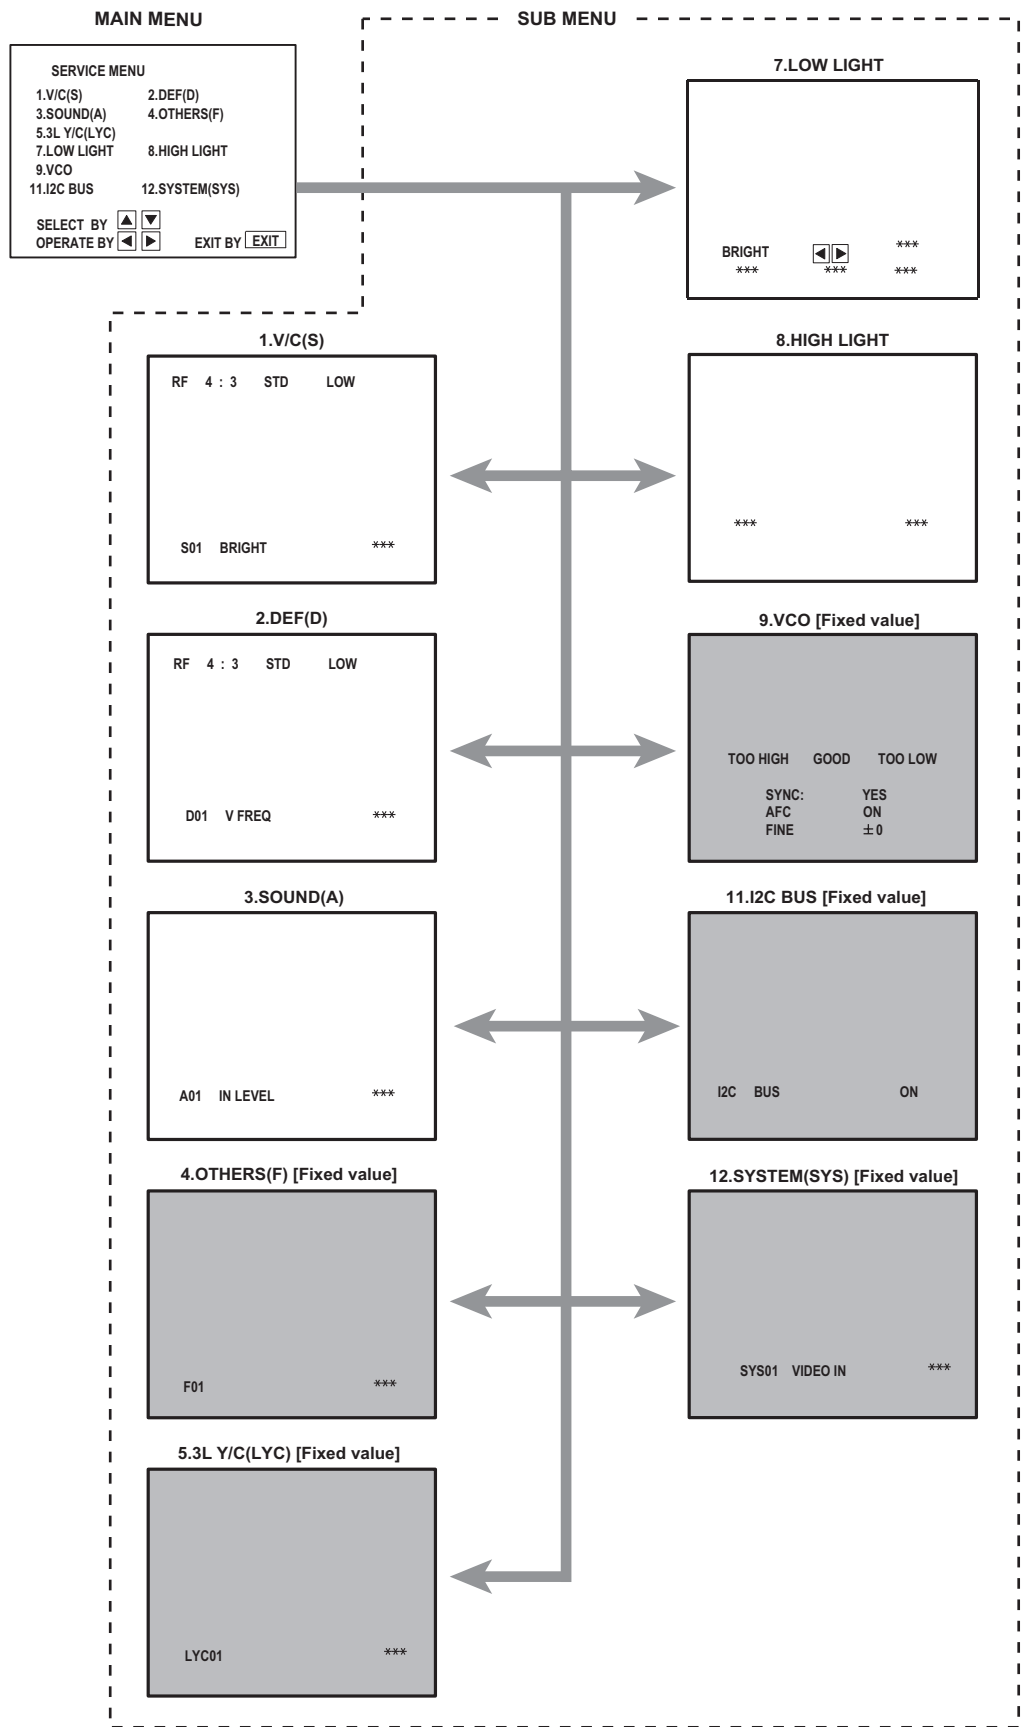 MAIN MENU
SUB MENU
SERVICE MENU
1.V/C(S) 2.DEF(D)
3.SOUND(A) 4.OTHERS(F)
5.3L Y/C(LYC)
7.LOW LIGHT 8.HIGH LIGHT
9.VCO
11.I2C BUS 12.SYSTEM(SYS)
SELECT BY ▲ ▼
OPERATE BY ◀ ▶ EXIT BY EXIT
7.LOW LIGHT
BRIGHT ◀ ▶ ***
*** *** ***
1.V/C(S)
RF 4 : 3 STD LOW
S01 BRIGHT ***
8.HIGH LIGHT
*** ***
2.DEF(D)
RF 4 : 3 STD LOW
D01 V FREQ ***
9.VCO [Fixed value]
TOO HIGH GOOD TOO LOW
SYNC: YES
AFC ON
FINE ±0
3.SOUND(A)
A01 IN LEVEL ***
11.I2C BUS [Fixed value]
I2C BUS ON
4.OTHERS(F) [Fixed value]
F01 ***
12.SYSTEM(SYS) [Fixed value]
SYS01 VIDEO IN ***
5.3L Y/C(LYC) [Fixed value]
LYC01 ***